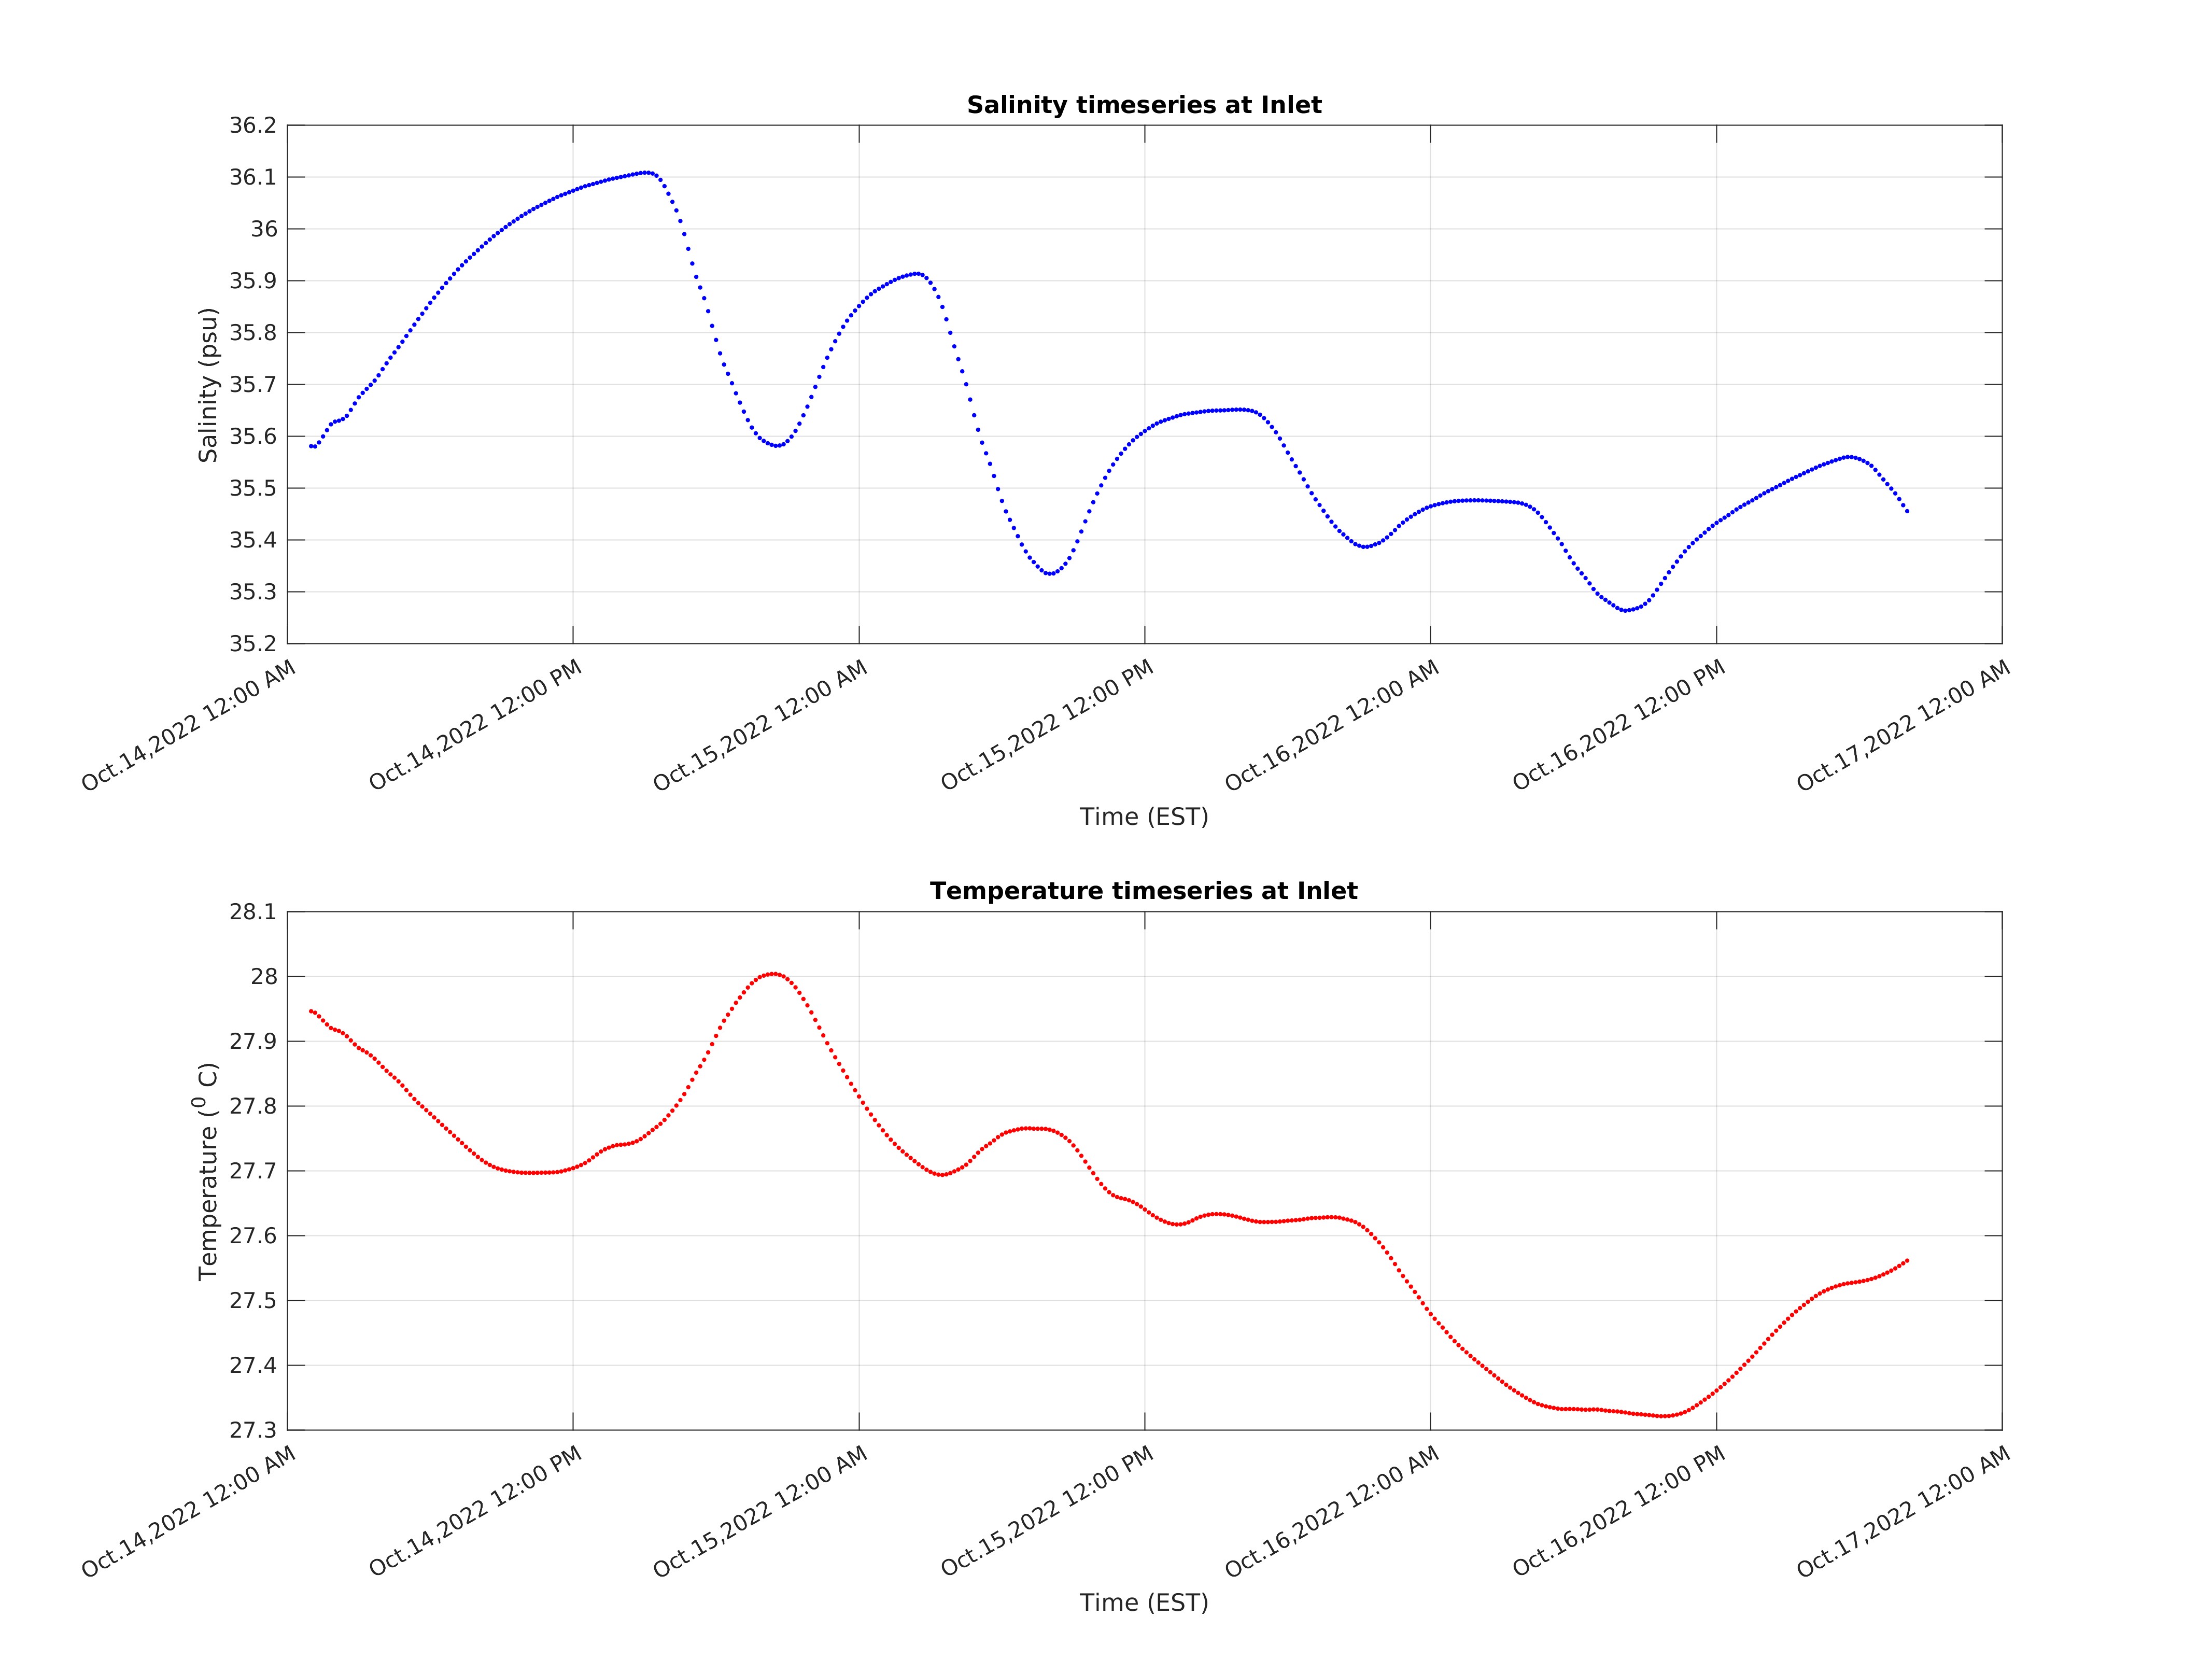 Salinity timeseries at Inlet
36.2
36.1
36
35.9
35.8
35.7
35.6
35.5
35.4
35.3
35.2
Salinity (psu)
Oct.14,2022 12:00 AM
Oct.14,2022 12:00 PM
Oct.15,2022 12:00 AM
Oct.15,2022 12:00 PM
Oct.16,2022 12:00 AM
Oct.16,2022 12:00 PM
Oct.17,2022 12:00 AM
Time (EST)
Temperature timeseries at Inlet
28.1
28
27.9
27.8
27.7
27.6
27.5
27.4
27.3
Temperature (⁰ C)
Oct.14,2022 12:00 AM
Oct.14,2022 12:00 PM
Oct.15,2022 12:00 AM
Oct.15,2022 12:00 PM
Oct.16,2022 12:00 AM
Oct.16,2022 12:00 PM
Oct.17,2022 12:00 AM
Time (EST)